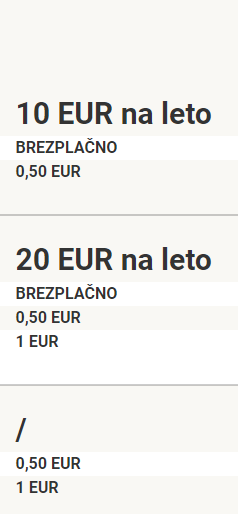 10 EUR na leto
BREZPLAČNO
0,50 EUR
20 EUR na leto
BREZPLAČNO
0,50 EUR
1 EUR
/
0,50 EUR
1 EUR